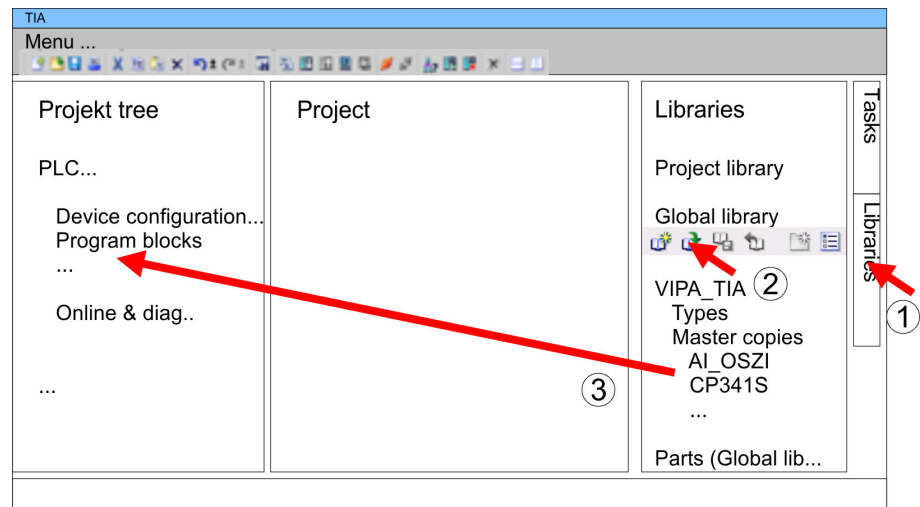 TIA
Menu ...
Projekt tree
PLC...
Device configuration...
Program blocks
...
Online & diag..
...
Project
3
Libraries
Project library
Global library
2
VIPA_TIA
Types
Master copies
AI_OSZI
CP341S
...
Parts (Global lib...
Tasks
Libraries
1